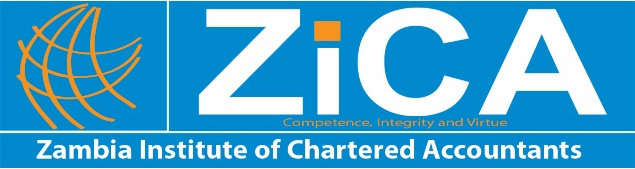 ZiCA
Competence, Integrity and Virtue
Zambia Institute of Chartered Accountants